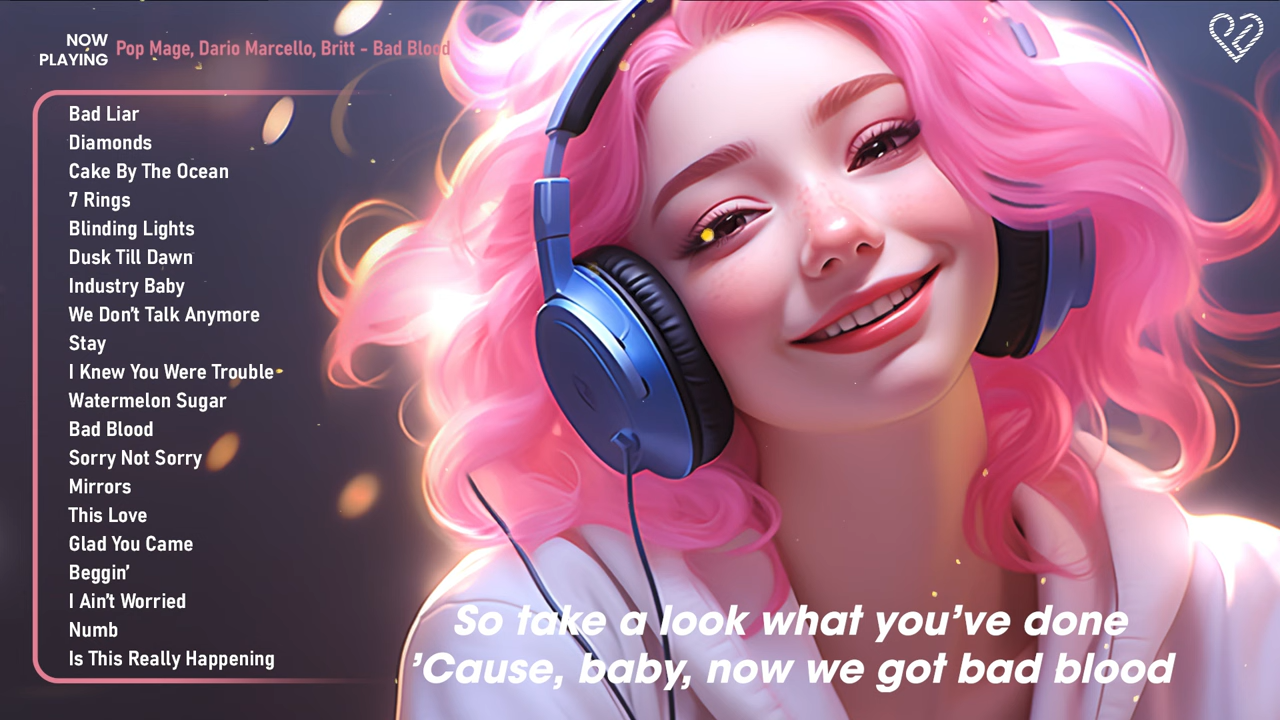 NOW
PLAYING
Pop Mage, Dario Marcello, Britt - Bad Blood
Bad Liar
Diamonds
Cake By The Ocean
7 Rings
Blinding Lights
Dusk Till Dawn
Industry Baby
We Don't Talk Anymore
Stay
I Knew You Were Trouble
Watermelon Sugar
Bad Blood
Sorry Not Sorry
Mirrors
This Love
Glad You Came
Beggin'
I Ain't Worried
Numb
Is This Really Happening
So take a look what you've done
'Cause, baby, now we got bad blood